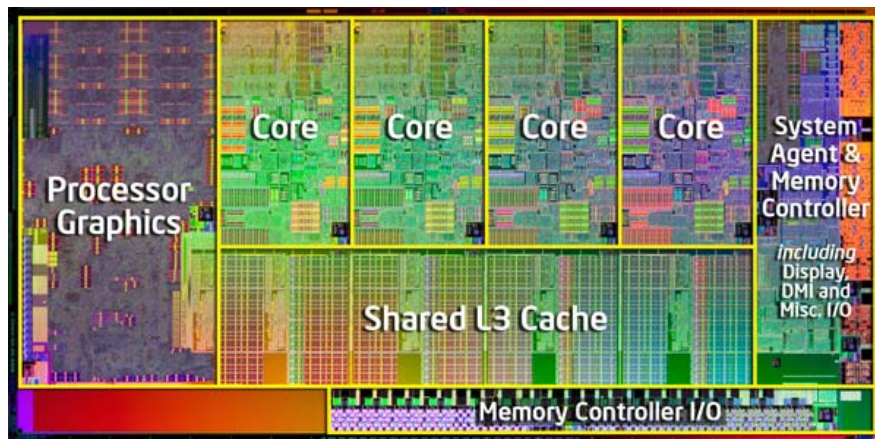 Processor
Graphics
Core
Core
Core
Core
System
Agent &
Memory
Controller
including
Display,
DMI and
Misc. I/O
Shared L3 Cache
Memory Controller I/O